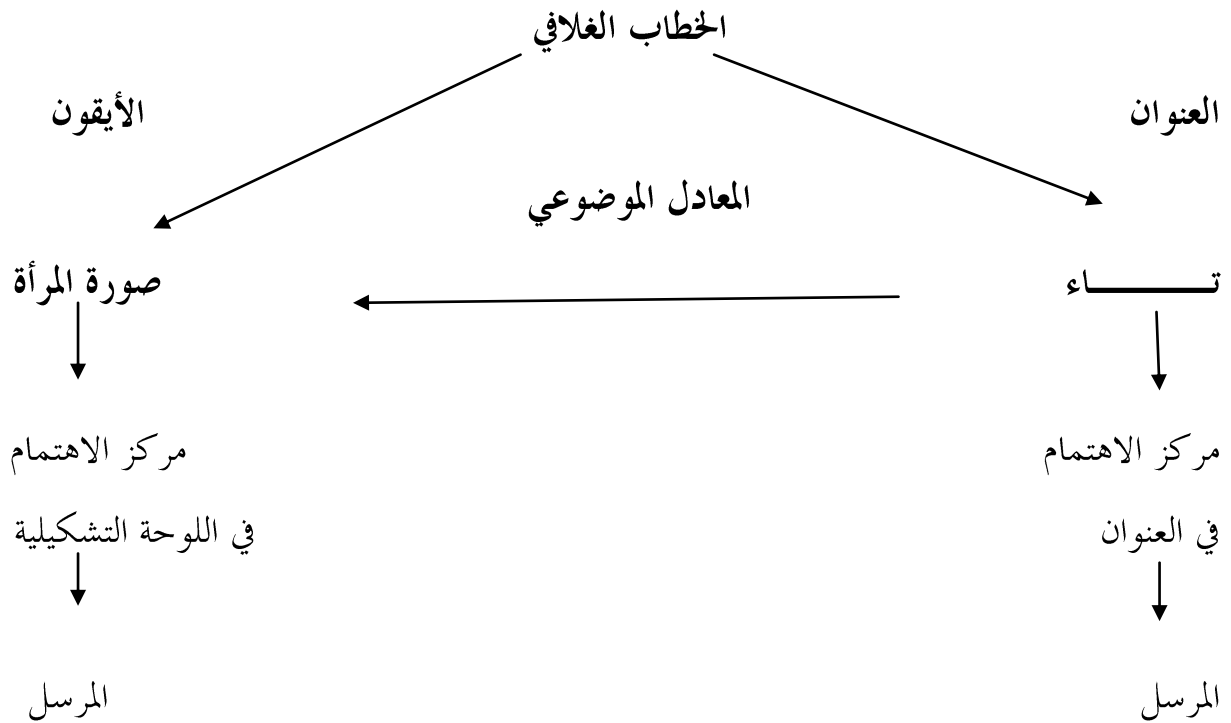 الخطاب الغلافي
العنوان
الأيقون
المعادل الموضوعي
تـــــــــاء
صورة المرأة
مركز الاهتمام
مركز الاهتمام
في العنوان
في اللوحة التشكيلية
المرسل
المرسل